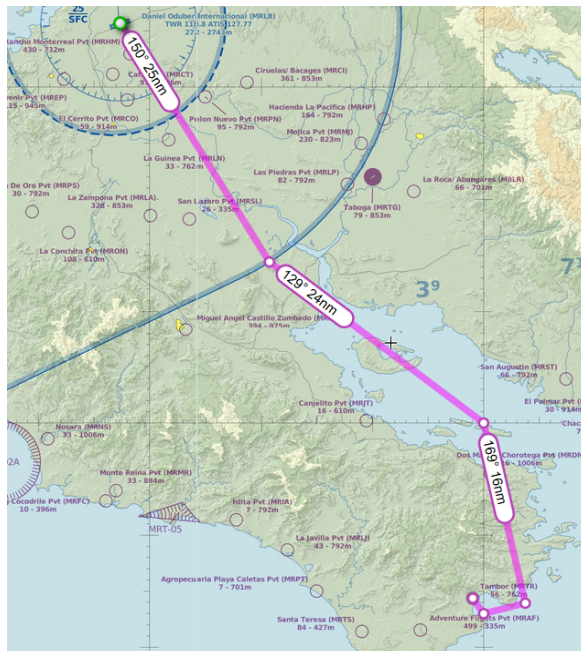 25
SFC
Daniel Oduber Internacional (MRLB)
TWR 118.8 ATIS 127.77
150° 25nm
Rancho Monterreal Pvt (MRHM)
430 - 732m
Ciruelas/ Bacages (MRCI)
361 - 853m
15 - 945m
El Cerrito Pvt (MRCO)
59 - 914m
Pelon Nuevo Pvt (MRPN)
95 - 792m
Hacienda La Pacifica (MRHP)
164 - 792m
Mojica Pvt (MRMJ)
230 - 823m
La Guinea Pvt (MRLN)
33 - 762m
Las Piedras Pvt (MRLP)
82 - 792m
La Roca/ Abangares (MRLR)
66 - 701m
De Oro Pvt (MRPS)
30 - 792m
La Zampona Pvt (MRLA)
328 - 853m
San Lazaro Pvt (MRSL)
26 - 335m
Taboga (MRTG)
79 - 853m
La Conchita Pvt (MRON)
108 - 610m
129° 24nm
39
Miguel Angel Castillo Zumbado
394 - 975m
San Augustin (MRST)
66 - 792m
Canjelito Pvt (MRJT)
16 - 610m
El Palmar Pvt
30 - 914m
Nosara (MRNS)
33 - 1006m
Chorotega Pvt (MRDN)
1006m
169° 16nm
02A
Monte Reina Pvt (MRMR)
33 - 884m
Cocodrile Pvt (MRFC)
10 - 396m
Islita Pvt (MRIA)
7 - 792m
MRT-05
La Javilla Pvt (MRLJ)
43 - 792m
Agropecuaria Playa Caletas Pvt (MRPT)
7 - 701m
Tambor (MRTR)
56 - 762m
Santa Teresa (MRTS)
84 - 427m
Adventure Flights Pvt (MRAF)
499 - 335m